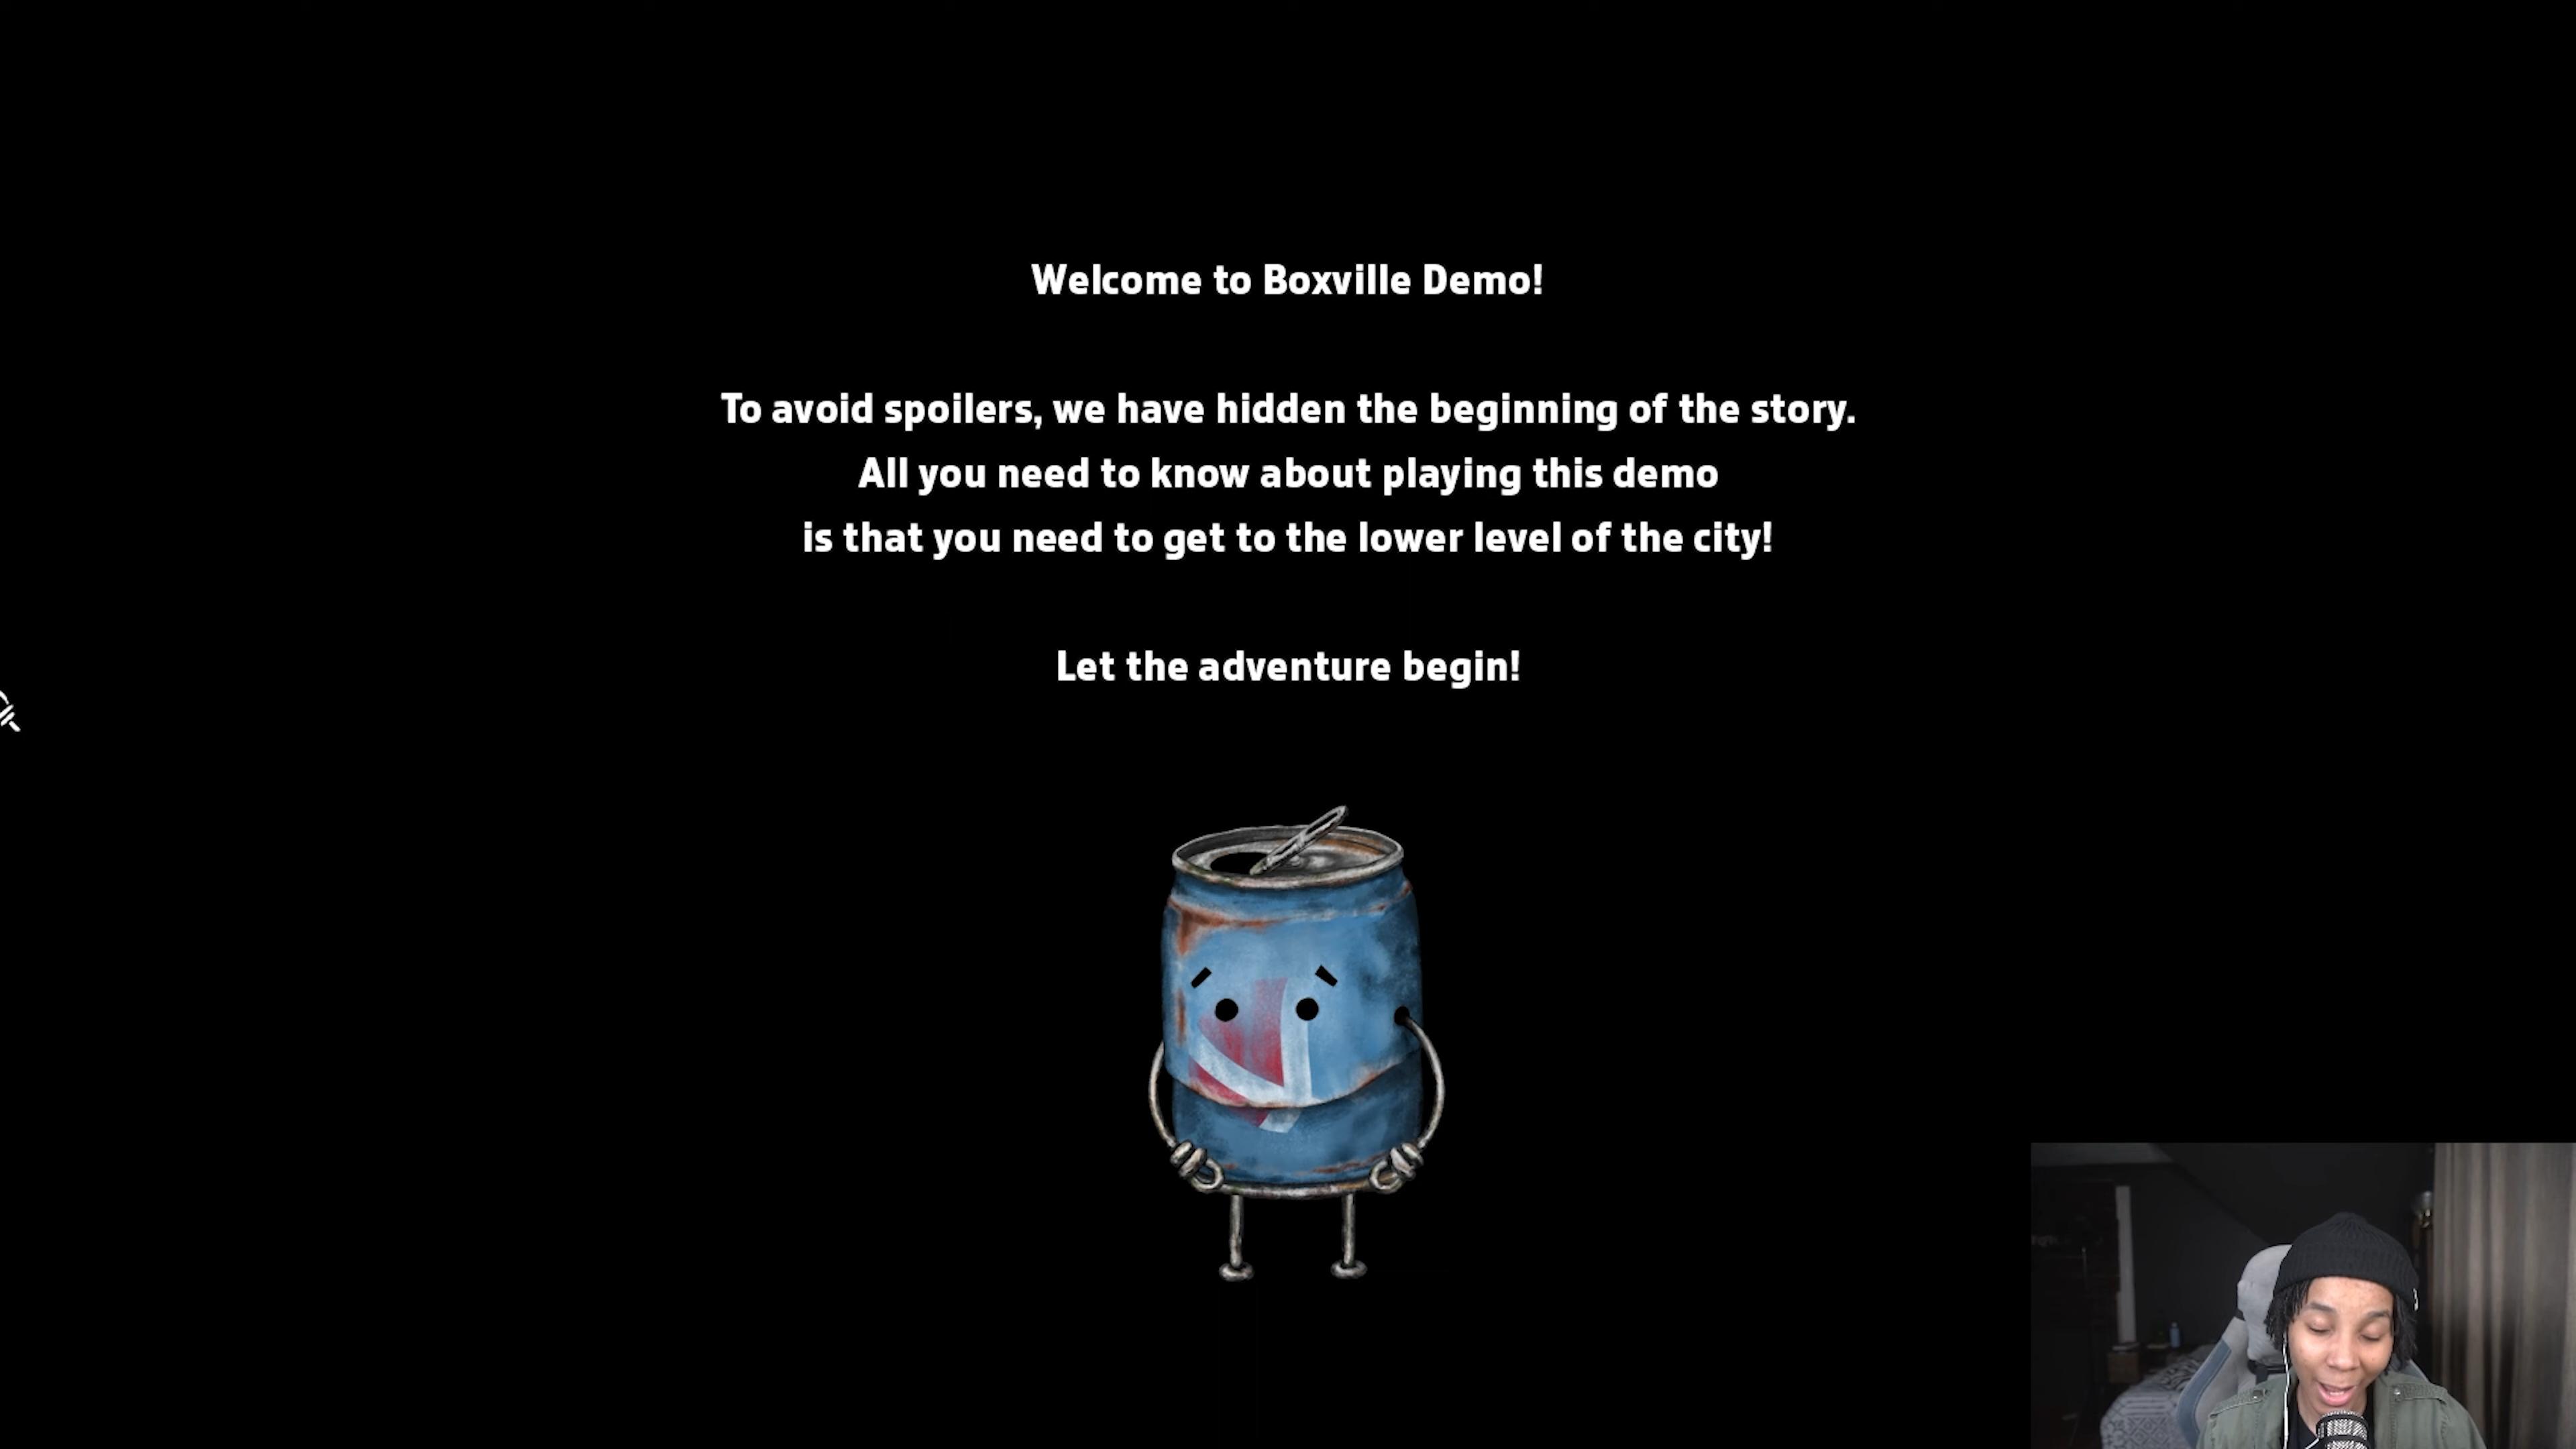 Welcome to Boxville Demo!
To avoid spoilers, we have hidden the beginning of the story.
All you need to know about playing this demo
is that you need to get to the lower level of the city!
Let the adventure begin!